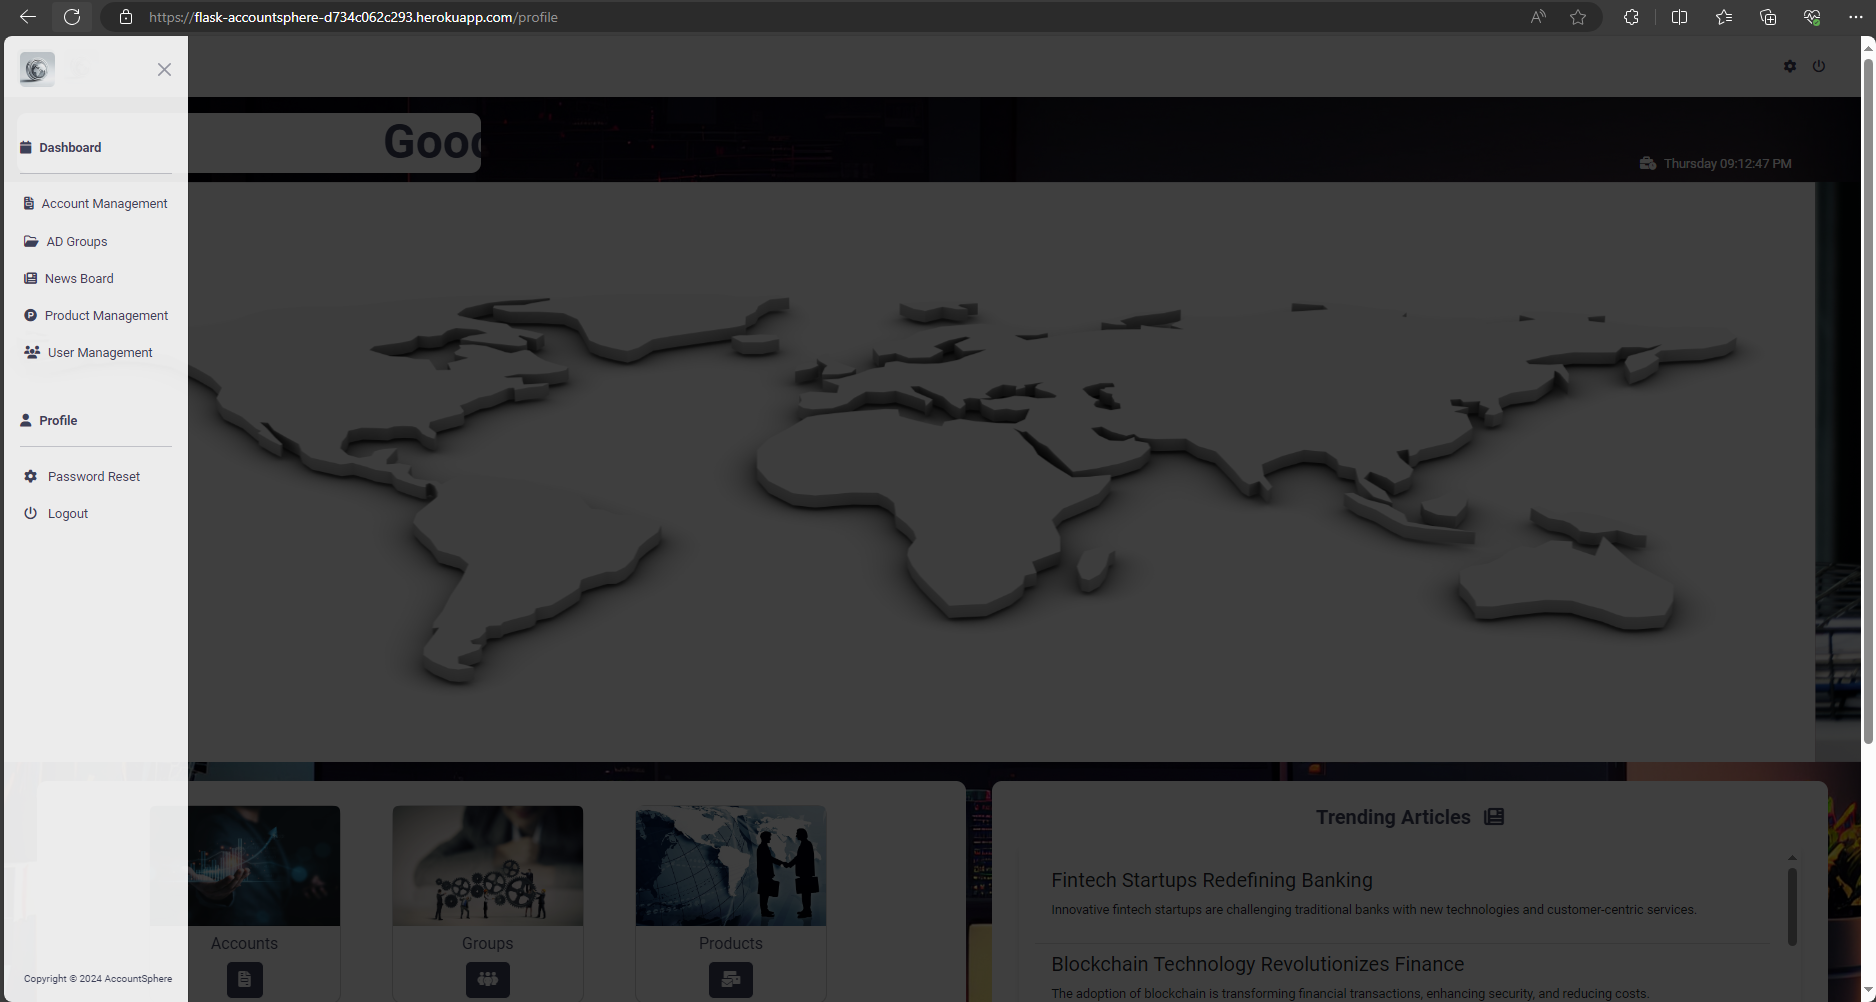 https://flask-accountsphere-d734c062c293.herokuapp.com/profile
Dashboard
Account Management
AD Groups
News Board
Product Management
User Management
Profile
Password Reset
Logout
Copyright © 2024 AccountSphere
Thursday 09:12:47 PM
Accounts
Groups
Products
Trending Articles
Fintech Startups Redefining Banking
Innovative fintech startups are challenging traditional banks with new technologies and customer-centric services.
Blockchain Technology Revolutionizes Finance
The adoption of blockchain is transforming financial transactions, enhancing security, and reducing costs.